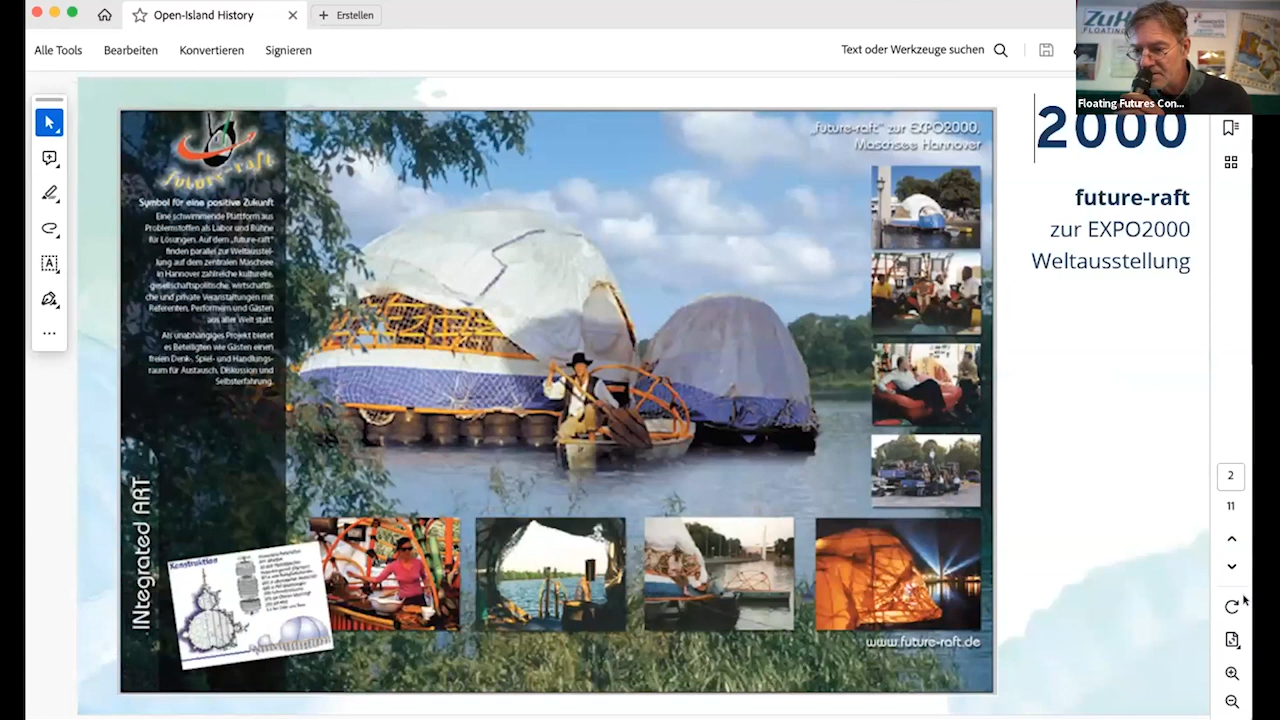 Open-Island History
Erstellen
Alle Tools
Bearbeiten
Konvertieren
Signieren
Text oder Werkzeuge suchen
ZuK
FLOATING
Floating Futures Con...
2000
future-raft
zur EXPO2000
Weltausstellung
future-raft
Symbol für eine positive Zukunft
Eine schwimmende Plattform aus
Problemstoffen als Labor und Bühne
für Lösungen. Auf dem „future-raft"
finden parallel zur Weltausstel-
lung auf dem zentralen Maschsee
in Hannover zahlreiche kulturelle,
gesellschaftspolitische, wirtschaftli-
che und private Veranstaltungen mit
Referenten, Performern und Gästen
aus aller Welt statt.
Als unabhängiges Projekt bietet
es Beteiligten wie Gästen einen
freien Denk-, Spiel- und Handlungs-
raum für Austausch, Diskussion und
Selbsterfahrung.
„future-raft" zur EXPO2000,
Maschsee Hannover
INtegrated ART
Konstruktion
www.future-raft.de
2
11